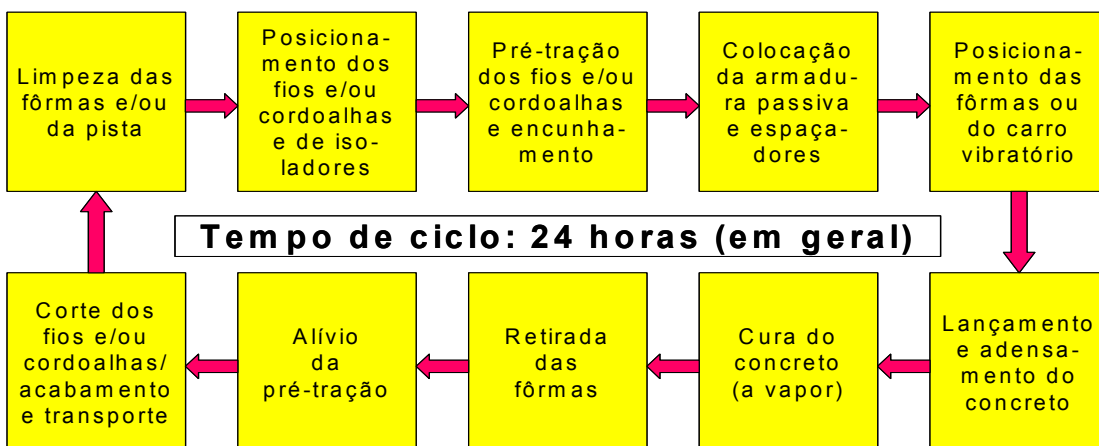 Limpeza das
fôrmas e/ou
da pista
Posiciona-
mento dos
fios e/ou
cordoalhas
e de iso-
ladores
Pré-tração
dos fios e/ou
cordoalhas
e encunha-
mento
Colocação
da armadu-
ra passiva
e espaça-
dores
Posiciona-
mento das
fôrmas ou
do carro
vibratório
Tempo de ciclo: 24 horas (em geral)
Corte dos
fios e/ou
cordoalhas/
acabamento
e transporte
Alívio
da
pré-tração
Retirada
das
fôrmas
Cura do
concreto
(a vapor)
Lançamento
e adensa-
mento do
concreto